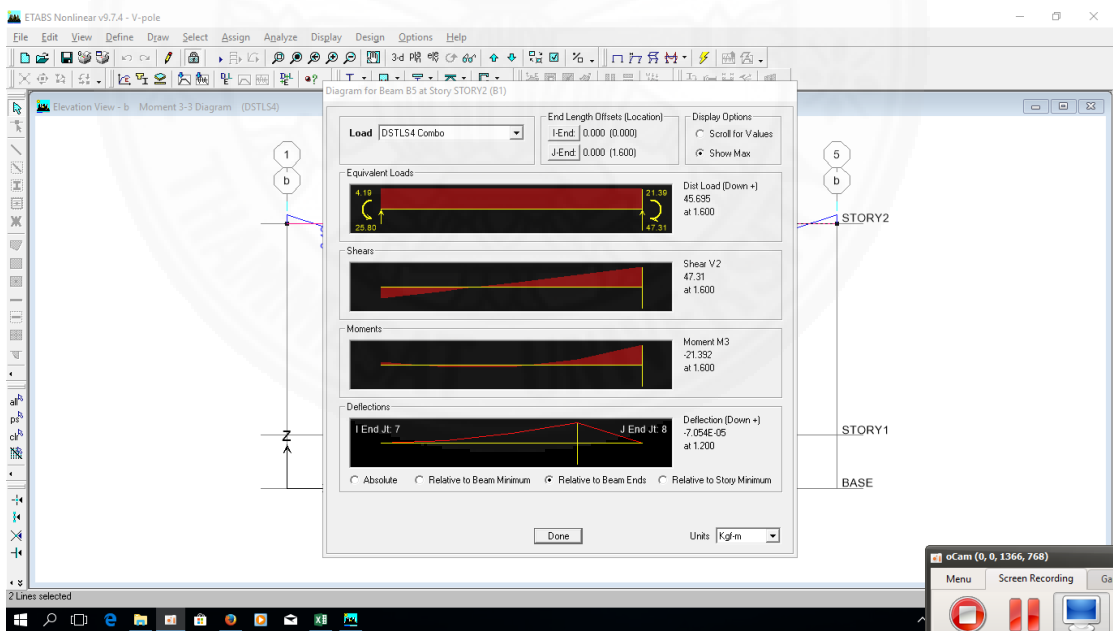 ETABS Nonlinear v9.7.4 - V-pole
File Edit View Define Draw Select Assign Analyze Display Design Options Help
3-d
Elevation View - b Moment 3-3 Diagram (DSTLS4)
Diagram for Beam B5 at Story STORY2 (B1)
Load DSTLS4 Combo
End Length Offsets (Location)
I-End: 0.000 (0.000)
J-End: 0.000 (1.600)
Display Options
Scroll for Values
Show Max
Equivalent Loads
4.19 21.39
25.80 47.31
Dist Load (Down +)
45.695
at 1.600
Shears
Shear V2
47.31
at 1.600
Moments
Moment M3
-21.392
at 1.600
Deflections
I End Jt: 7 J End Jt: 8
Deflection (Down +)
-7.054E-05
at 1.200
Absolute Relative to Beam Minimum Relative to Beam Ends Relative to Story Minimum
Done
Units Kgf-m
1
b
5
b
STORY2
STORY1
BASE
Z
all
ps
clr
2 Lines selected
oCam (0, 0, 1366, 768)
Menu Screen Recording Ga